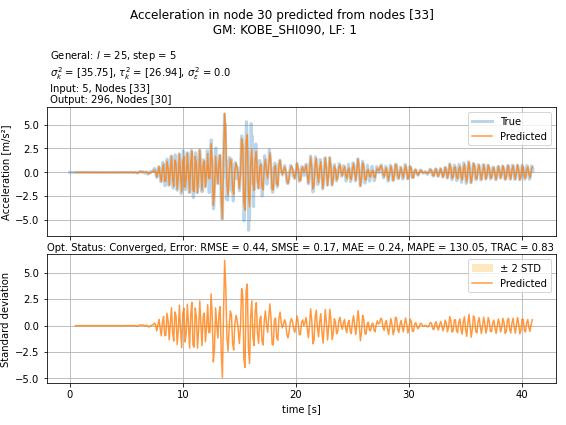 Acceleration in node 30 predicted from nodes [33]
GM: KOBE_SHI090, LF: 1
General: l = 25, step = 5
σ²ₖ = [35.75], τ²ₖ = [26.94], σ²_ε = 0.0
Input: 5, Nodes [33]
Output: 296, Nodes [30]
Acceleration [m/s²]
5.0
2.5
0.0
−2.5
−5.0
True
Predicted
Opt. Status: Converged, Error: RMSE = 0.44, SMSE = 0.17, MAE = 0.24, MAPE = 130.05, TRAC = 0.83
Standard deviation
5.0
2.5
0.0
−2.5
−5.0
± 2 STD
Predicted
0 10 20 30 40
time [s]